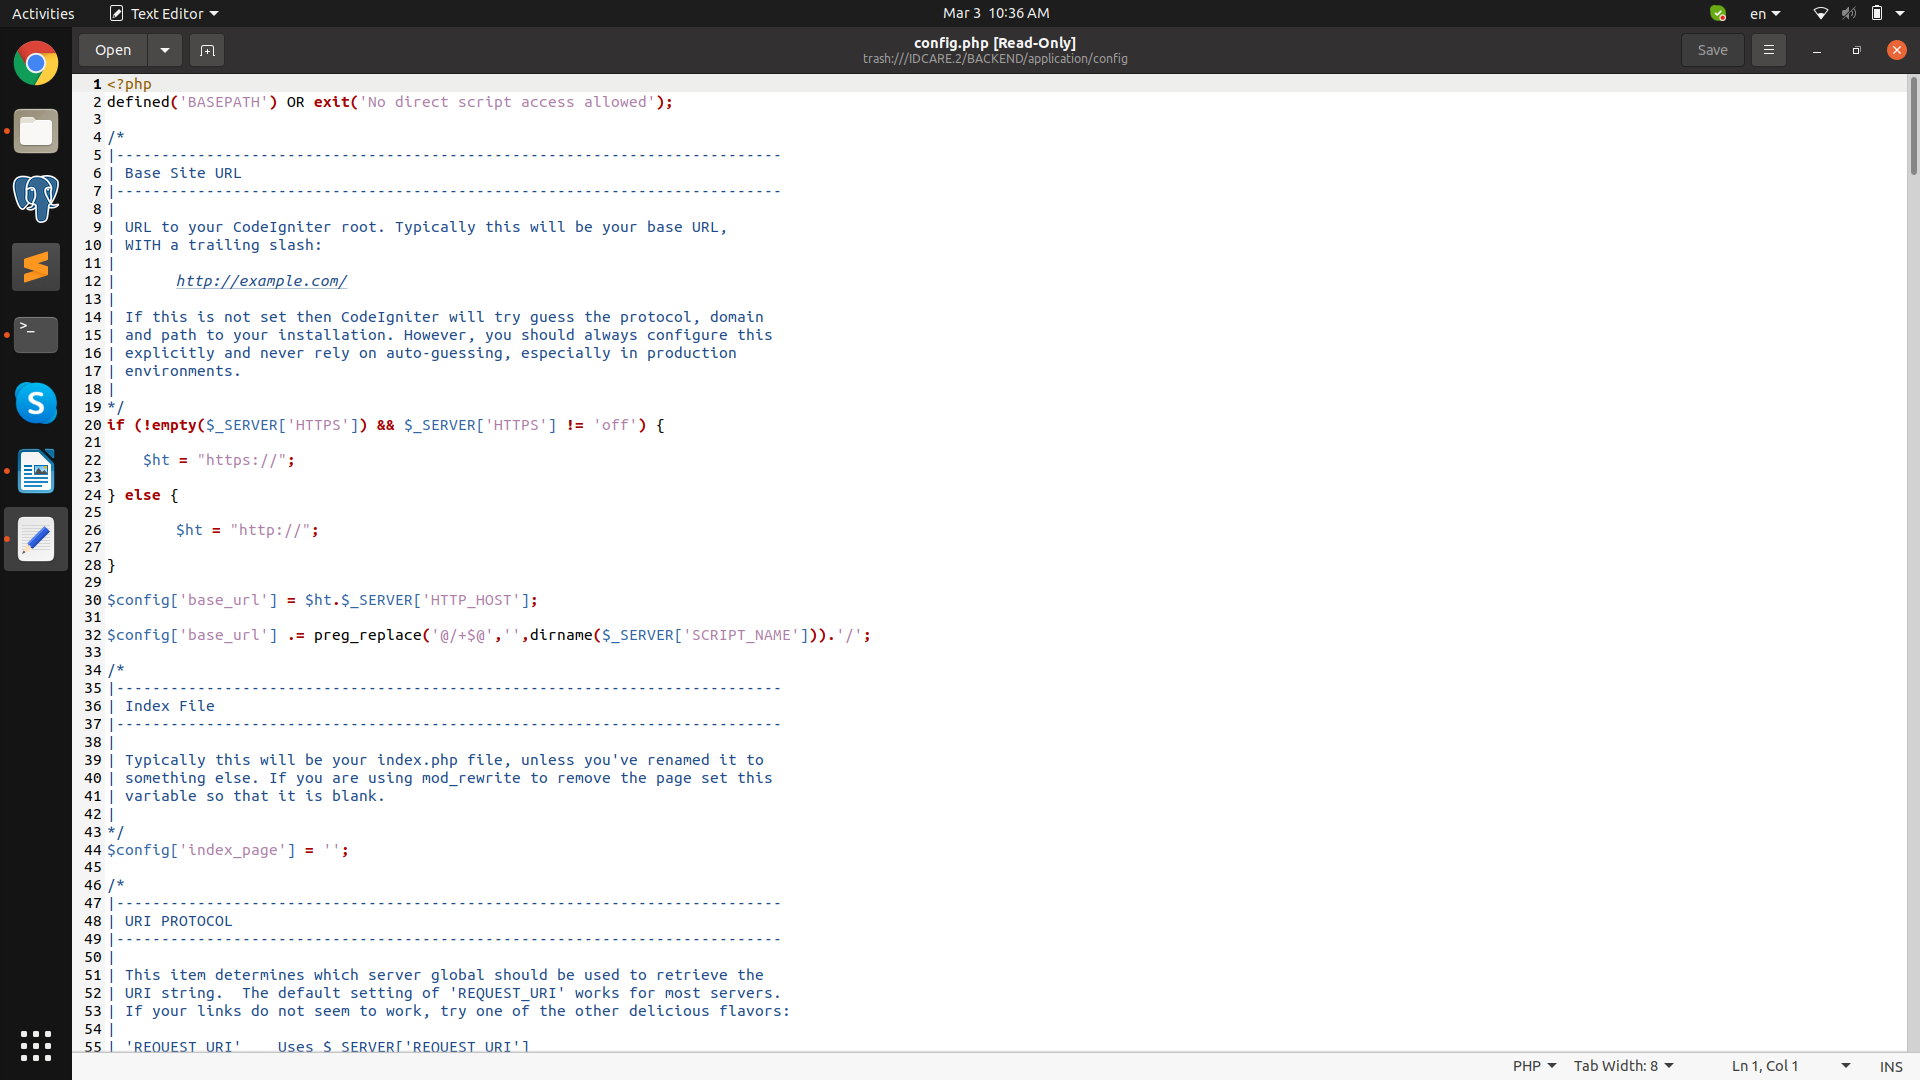 Activities Text Editor Mar 3 10:36 AM en
Open config.php [Read-Only] Save
trash:///IDCARE.2/BACKEND/application/config
1 <?php
2 defined('BASEPATH') OR exit('No direct script access allowed');
3
4 /*
5 |--------------------------------------------------------------------------
6 | Base Site URL
7 |--------------------------------------------------------------------------
8 |
9 | URL to your CodeIgniter root. Typically this will be your base URL,
10 | WITH a trailing slash:
11 |
12 | http://example.com/
13 |
14 | If this is not set then CodeIgniter will try guess the protocol, domain
15 | and path to your installation. However, you should always configure this
16 | explicitly and never rely on auto-guessing, especially in production
17 | environments.
18 |
19 */
20 if (!empty($_SERVER['HTTPS']) && $_SERVER['HTTPS'] != 'off') {
21
22     $ht = "https://";
23
24 } else {
25
26         $ht = "http://";
27
28 }
29
30 $config['base_url'] = $ht.$_SERVER['HTTP_HOST'];
31
32 $config['base_url'] .= preg_replace('@/+$@','',dirname($_SERVER['SCRIPT_NAME'])).'/';
33
34 /*
35 |--------------------------------------------------------------------------
36 | Index File
37 |--------------------------------------------------------------------------
38 |
39 | Typically this will be your index.php file, unless you've renamed it to
40 | something else. If you are using mod_rewrite to remove the page set this
41 | variable so that it is blank.
42 |
43 */
44 $config['index_page'] = '';
45
46 /*
47 |--------------------------------------------------------------------------
48 | URI PROTOCOL
49 |--------------------------------------------------------------------------
50 |
51 | This item determines which server global should be used to retrieve the
52 | URI string.  The default setting of 'REQUEST_URI' works for most servers.
53 | If your links do not seem to work, try one of the other delicious flavors:
54 |
55 | 'REQUEST_URI'    Uses $_SERVER['REQUEST_URI']
PHP Tab Width: 8 Ln 1, Col 1 INS